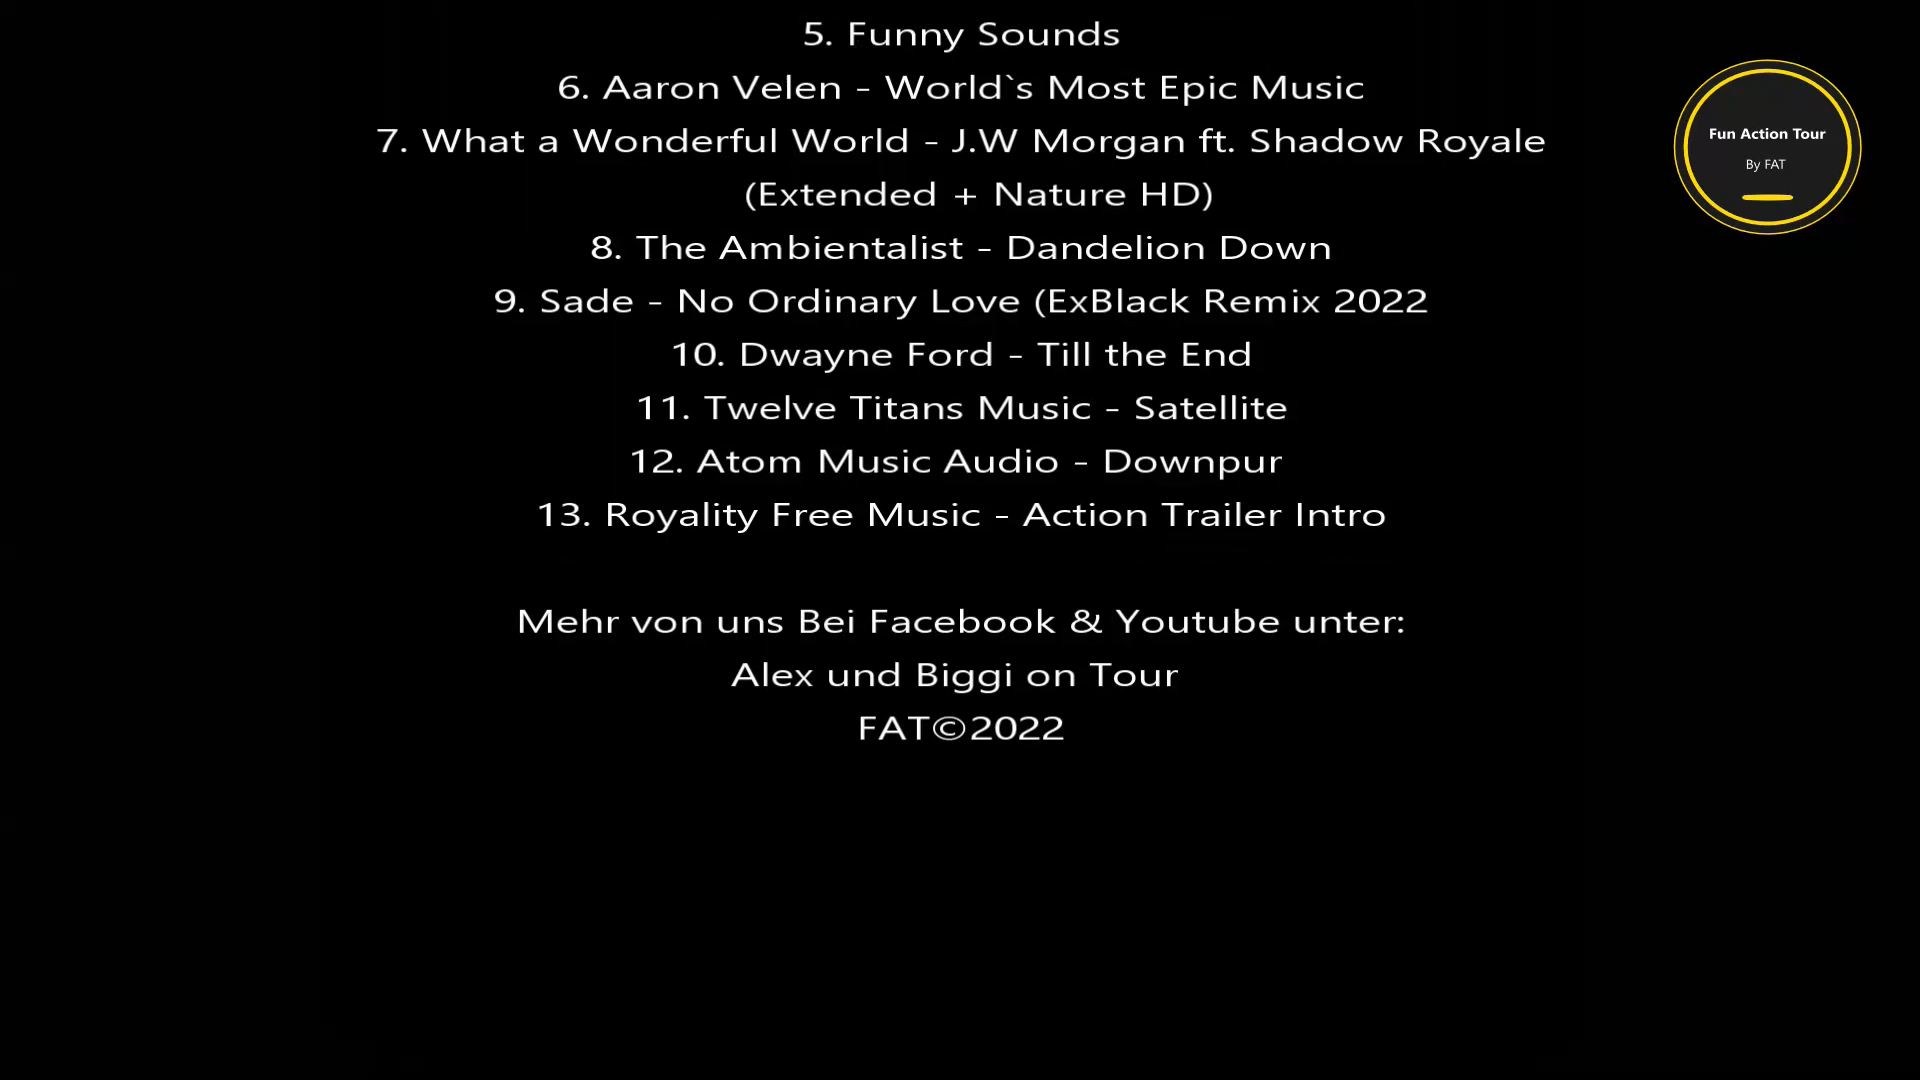 5. Funny Sounds
6. Aaron Velen - World`s Most Epic Music
7. What a Wonderful World - J.W Morgan ft. Shadow Royale
(Extended + Nature HD)
8. The Ambientalist - Dandelion Down
9. Sade - No Ordinary Love (ExBlack Remix 2022
10. Dwayne Ford - Till the End
11. Twelve Titans Music - Satellite
12. Atom Music Audio - Downpur
13. Royality Free Music - Action Trailer Intro
Mehr von uns Bei Facebook & Youtube unter:
Alex und Biggi on Tour
FAT©2022
Fun Action Tour
By FAT